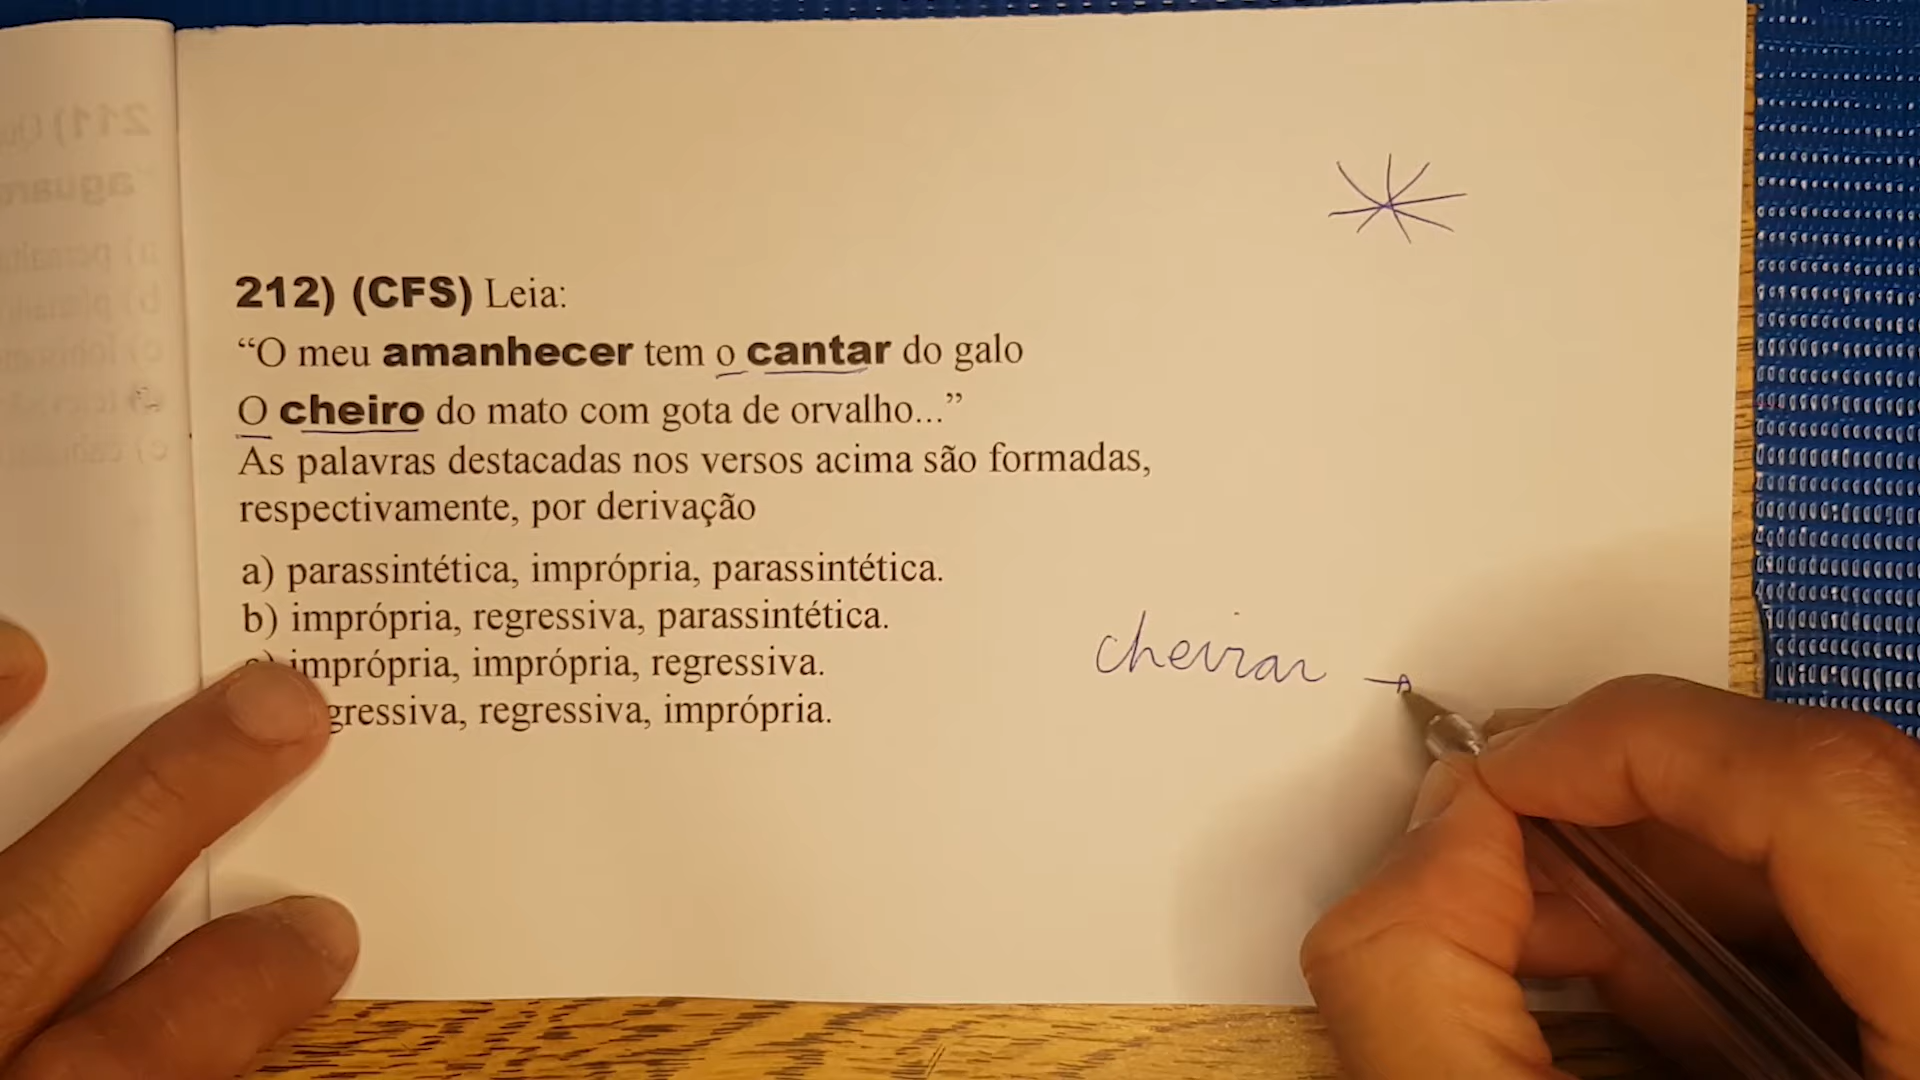 212) (CFS) Leia:
“O meu amanhecer tem o cantar do galo
O cheiro do mato com gota de orvalho...”
As palavras destacadas nos versos acima são formadas,
respectivamente, por derivação
a) parassintética, imprópria, parassintética.
b) imprópria, regressiva, parassintética.
imprópria, imprópria, regressiva.
gressiva, regressiva, imprópria.
cheirar →